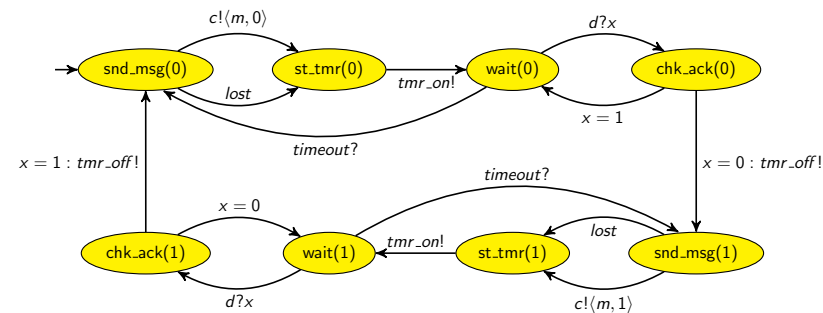 c!⟨m, 0⟩
d?x
snd_msg(0)
st_tmr(0)
wait(0)
chk_ack(0)
tmr_on!
lost
x = 1
timeout?
x = 1 : tmr_off!
x = 0 : tmr_off!
timeout?
x = 0
lost
tmr_on!
chk_ack(1)
wait(1)
st_tmr(1)
snd_msg(1)
d?x
c!⟨m, 1⟩